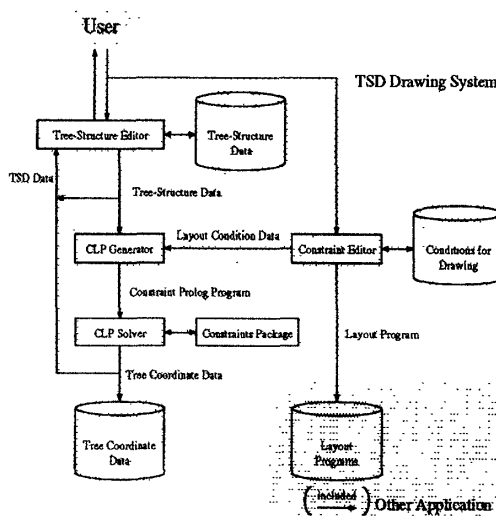 User
TSD Drawing System
Tree-Structure Editor
Tree-Structure
Data
TSD Data
Tree-Structure Data
CLP Generator
Layout Condition Data
Constraint Editor
Conditions for
Drawing
Constraint Prolog Program
CLP Solver
Constraints Package
Layout Program
Tree Coordinate Data
Tree Coordinate
Data
Layout
Programs
( included ) Other Application